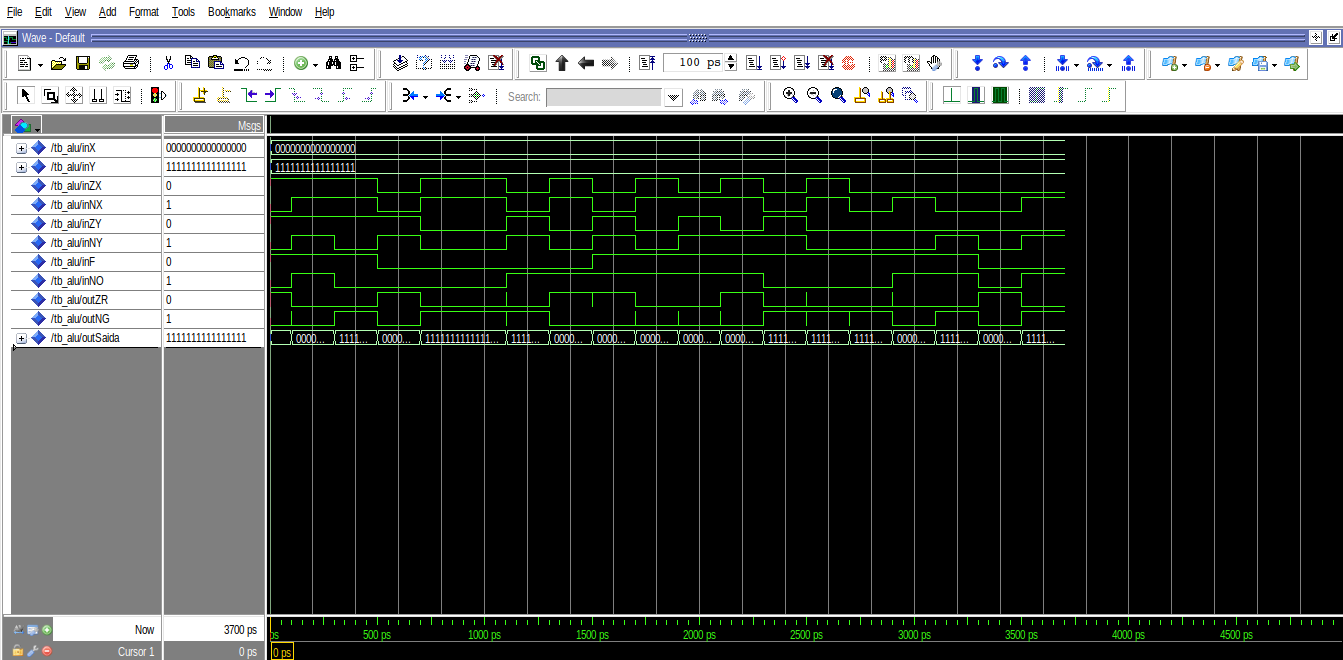 File Edit View Add Format Tools Bookmarks Window Help
Wave - Default
100 ps
Search:
Msgs
/tb_alu/inX 0000000000000000 0000000000000000
/tb_alu/inY 1111111111111111 1111111111111111
/tb_alu/inZX 0
/tb_alu/inNX 1
/tb_alu/inZY 0
/tb_alu/inNY 1
/tb_alu/inF 0
/tb_alu/inNO 1
/tb_alu/outZR 0
/tb_alu/outNG 1
/tb_alu/outSaida 1111111111111111 0000... 1111... 0000... 1111111111111... 1111... 0000... 0000... 0000... 0000... 0000... 1111... 1111... 1111... 0000... 1111... 0000... 1111...
Now 3700 ps ps 500 ps 1000 ps 1500 ps 2000 ps 2500 ps 3000 ps 3500 ps 4000 ps 4500 ps
Cursor 1 0 ps 0 ps